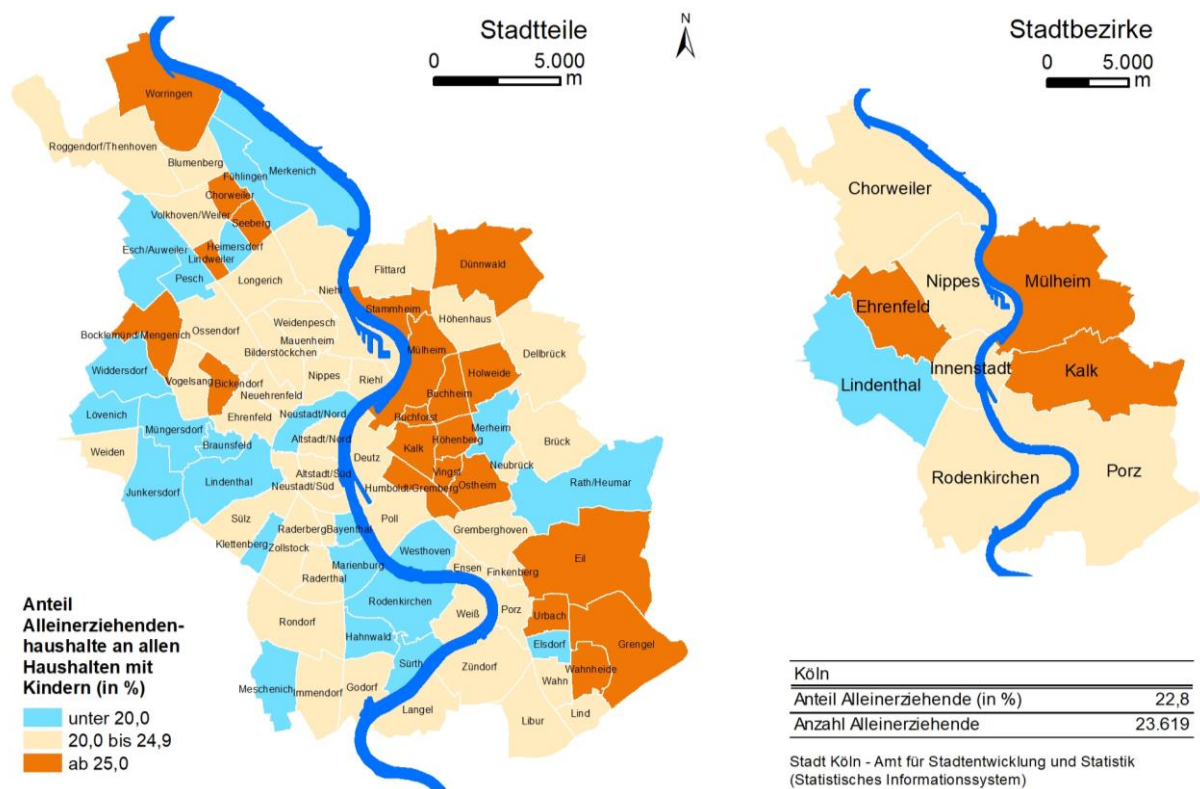 Stadtteile
0 5.000
m
N
Stadtbezirke
0 5.000
m
Worringen
Roggendorf/Thenhoven
Blumenberg
Fühlingen
Merkenich
Chorweiler
Volkhoven/Weiler
Seeberg
Esch/Auweiler
Heimersdorf
Lindweiler
Pesch
Longerich
Flittard
Dünnwald
Niehl
Stammheim
Höhenhaus
Bocklemünd/Mengenich
Ossendorf
Weidenpesch
Mauenheim
Bilderstöckchen
Mülheim
Dellbrück
Widdersdorf
Vogelsang
Bickendorf
Nippes
Riehl
Holweide
Neuehrenfeld
Buchheim
Lövenich
Ehrenfeld
Neustadt/Nord
Buchforst
Müngersdorf
Altstadt/Nord
Merheim
Braunsfeld
Höhenberg
Brück
Weiden
Kalk
Deutz
Neubrück
Vingst
Altstadt/Süd
Rath/Heumar
Lindenthal
Neustadt/Süd
Humboldt/Gremberg
Ostheim
Junkersdorf
Sülz
Poll
Raderberg
Bayenthal
Gremberghoven
Klettenberg
Zollstock
Westhoven
Eil
Marienburg
Ensen
Finkenberg
Raderthal
Rodenkirchen
Weiß
Porz
Urbach
Rondorf
Hahnwald
Elsdorf
Grengel
Sürth
Zündorf
Wahnheide
Meschenich
Immendorf
Godorf
Wahn
Langel
Libur
Lind
Anteil
Alleinerziehenden-
haushalte an allen
Haushalten mit
Kindern (in %)
unter 20,0
20,0 bis 24,9
ab 25,0
Chorweiler
Nippes
Mülheim
Ehrenfeld
Innenstadt
Kalk
Lindenthal
Rodenkirchen
Porz
Köln
Anteil Alleinerziehende (in %) 22,8
Anzahl Alleinerziehende 23.619
Stadt Köln - Amt für Stadtentwicklung und Statistik
(Statistisches Informationssystem)